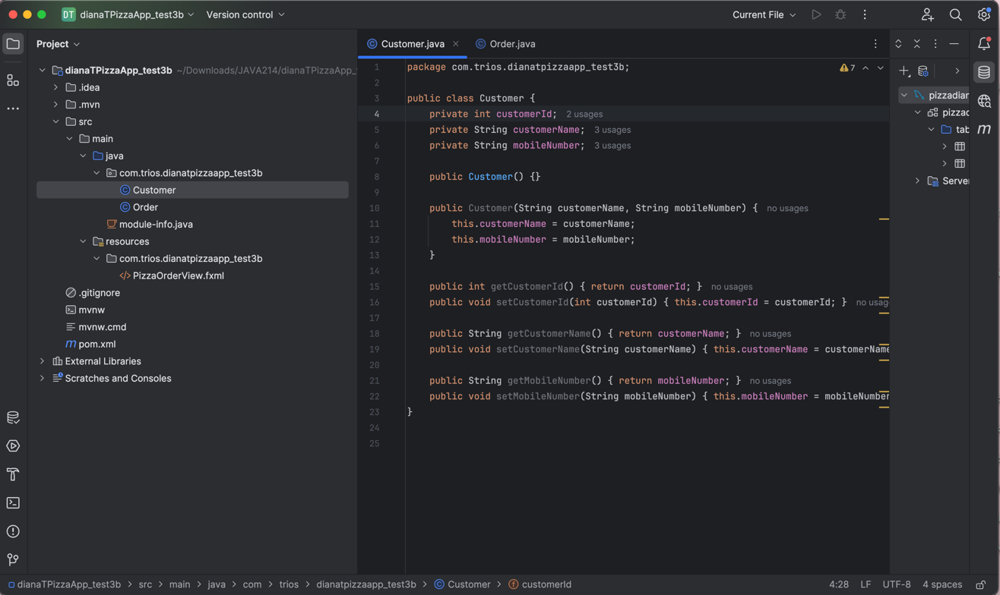 DT dianaTPizzaApp_test3b Version control Current File
Project
dianaTPizzaApp_test3b ~/Downloads/JAVA214/dianaTPizzaApp_
.idea
.mvn
src
main
java
com.trios.dianatpizzaapp_test3b
Customer
Order
module-info.java
resources
com.trios.dianatpizzaapp_test3b
</> PizzaOrderView.fxml
.gitignore
mvnw
mvnw.cmd
m pom.xml
External Libraries
Scratches and Consoles
Customer.java Order.java
7
1 package com.trios.dianatpizzaapp_test3b;
2
3 public class Customer {
4 private int customerId; 2 usages
5 private String customerName; 3 usages
6 private String mobileNumber; 3 usages
7
8 public Customer() {}
9
10 public Customer(String customerName, String mobileNumber) { no usages
11 this.customerName = customerName;
12 this.mobileNumber = mobileNumber;
13 }
14
15 public int getCustomerId() { return customerId; } no usages
16 public void setCustomerId(int customerId) { this.customerId = customerId; } no usag
17
18 public String getCustomerName() { return customerName; } no usages
19 public void setCustomerName(String customerName) { this.customerName = customerName
20
21 public String getMobileNumber() { return mobileNumber; } no usages
22 public void setMobileNumber(String mobileNumber) { this.mobileNumber = mobileNumber
23 }
24
25
pizzadian
pizzad
tab
Server
m
dianaTPizzaApp_test3b > src > main > java > com > trios > dianatpizzaapp_test3b > Customer > customerId 4:28 LF UTF-8 4 spaces